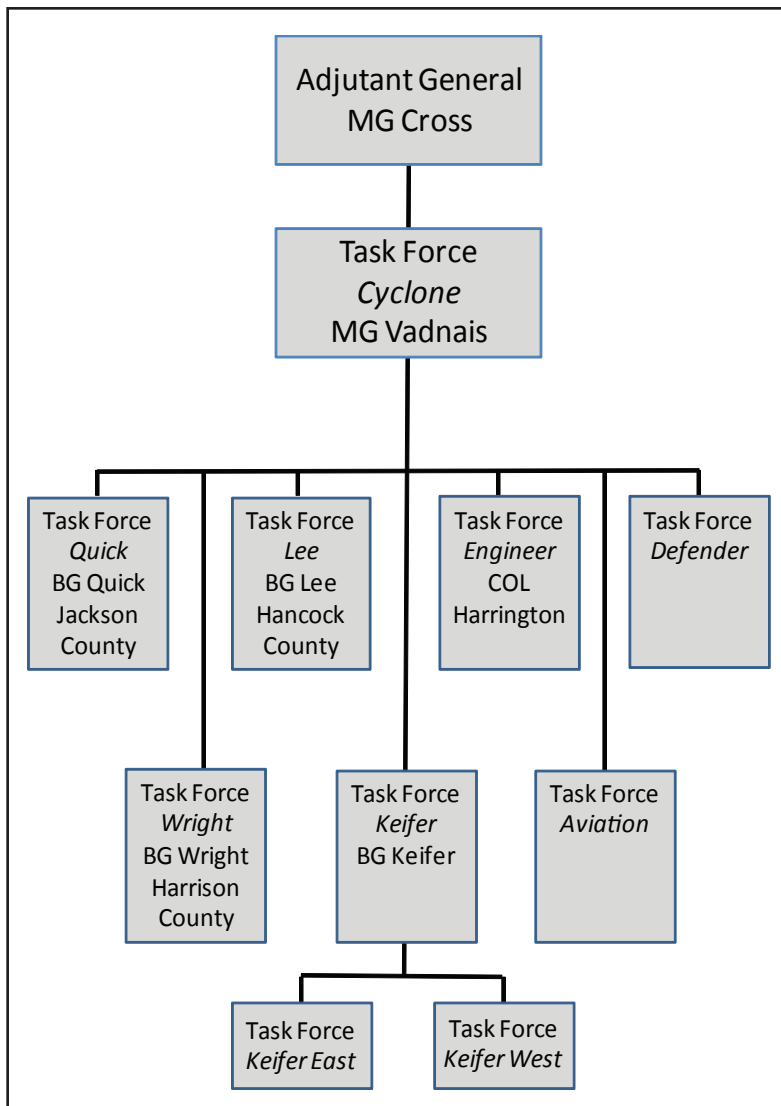 Adjutant General
MG Cross
Task Force
Cyclone
MG Vadnais
Task Force
Quick
BG Quick
Jackson
County
Task Force
Lee
BG Lee
Hancock
County
Task Force
Engineer
COL
Harrington
Task Force
Defender
Task Force
Wright
BG Wright
Harrison
County
Task Force
Keifer
BG Keifer
Task Force
Aviation
Task Force
Keifer East
Task Force
Keifer West